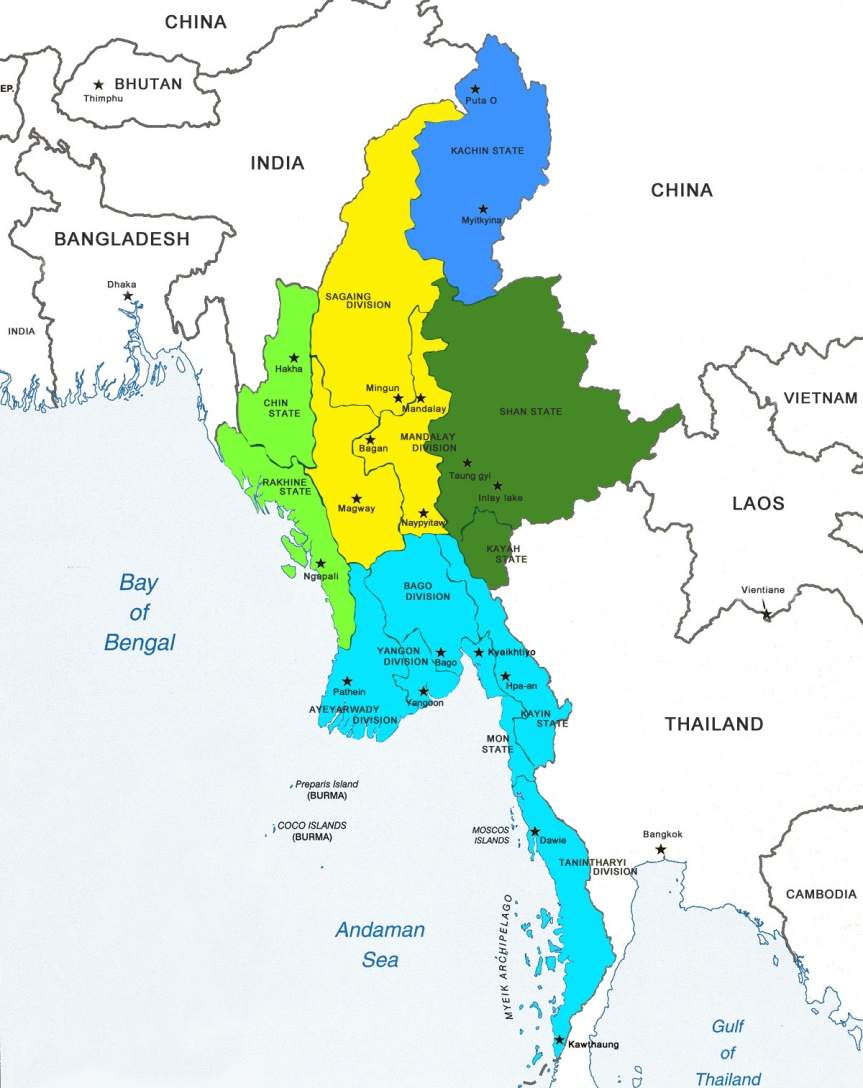 CHINA
BHUTAN
EP.
Thimphu
Puta O
KACHIN STATE
INDIA
CHINA
Myitkyina
BANGLADESH
Dhaka
SAGAING
DIVISION
INDIA
Hakha
Mingun
Mandalay
VIETNAM
CHIN
STATE
SHAN STATE
MANDALAY
DIVISION
Bagan
Taung gyi
RAKHINE
STATE
Inlay lake
LAOS
Magway
Naypyitaw
KAYAH
STATE
Ngapali
Bay
of
Bengal
BAGO
DIVISION
Vientiane
YANGON
DIVISION
Bago
Kyaikhtiyo
Pathein
Hpa-an
Yangoon
AYEYARWADY
DIVISION
KAYIN
STATE
THAILAND
MON
STATE
Preparis Island
(BURMA)
COCO ISLANDS
(BURMA)
MOSCOS
ISLANDS
Dawie
Bangkok
TANINTHARYI
DIVISION
CAMBODIA
Andaman
Sea
MYEIK ARCHIPELAGO
Gulf
of
Thailand
Kawthaung